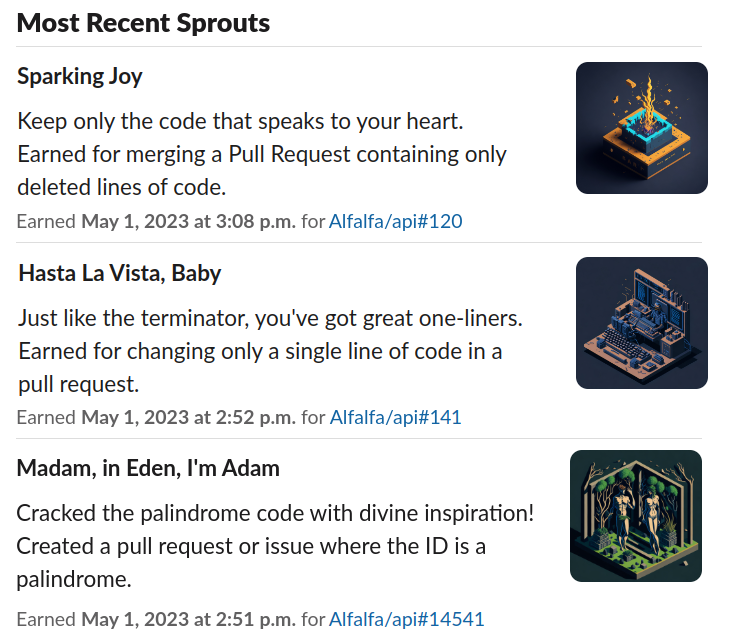 Most Recent Sprouts
Sparking Joy
Keep only the code that speaks to your heart.
Earned for merging a Pull Request containing only
deleted lines of code.
Earned May 1, 2023 at 3:08 p.m. for Alfalfa/api#120
Hasta La Vista, Baby
Just like the terminator, you've got great one-liners.
Earned for changing only a single line of code in a
pull request.
Earned May 1, 2023 at 2:52 p.m. for Alfalfa/api#141
Madam, in Eden, I'm Adam
Cracked the palindrome code with divine inspiration!
Created a pull request or issue where the ID is a
palindrome.
Earned May 1, 2023 at 2:51 p.m. for Alfalfa/api#14541